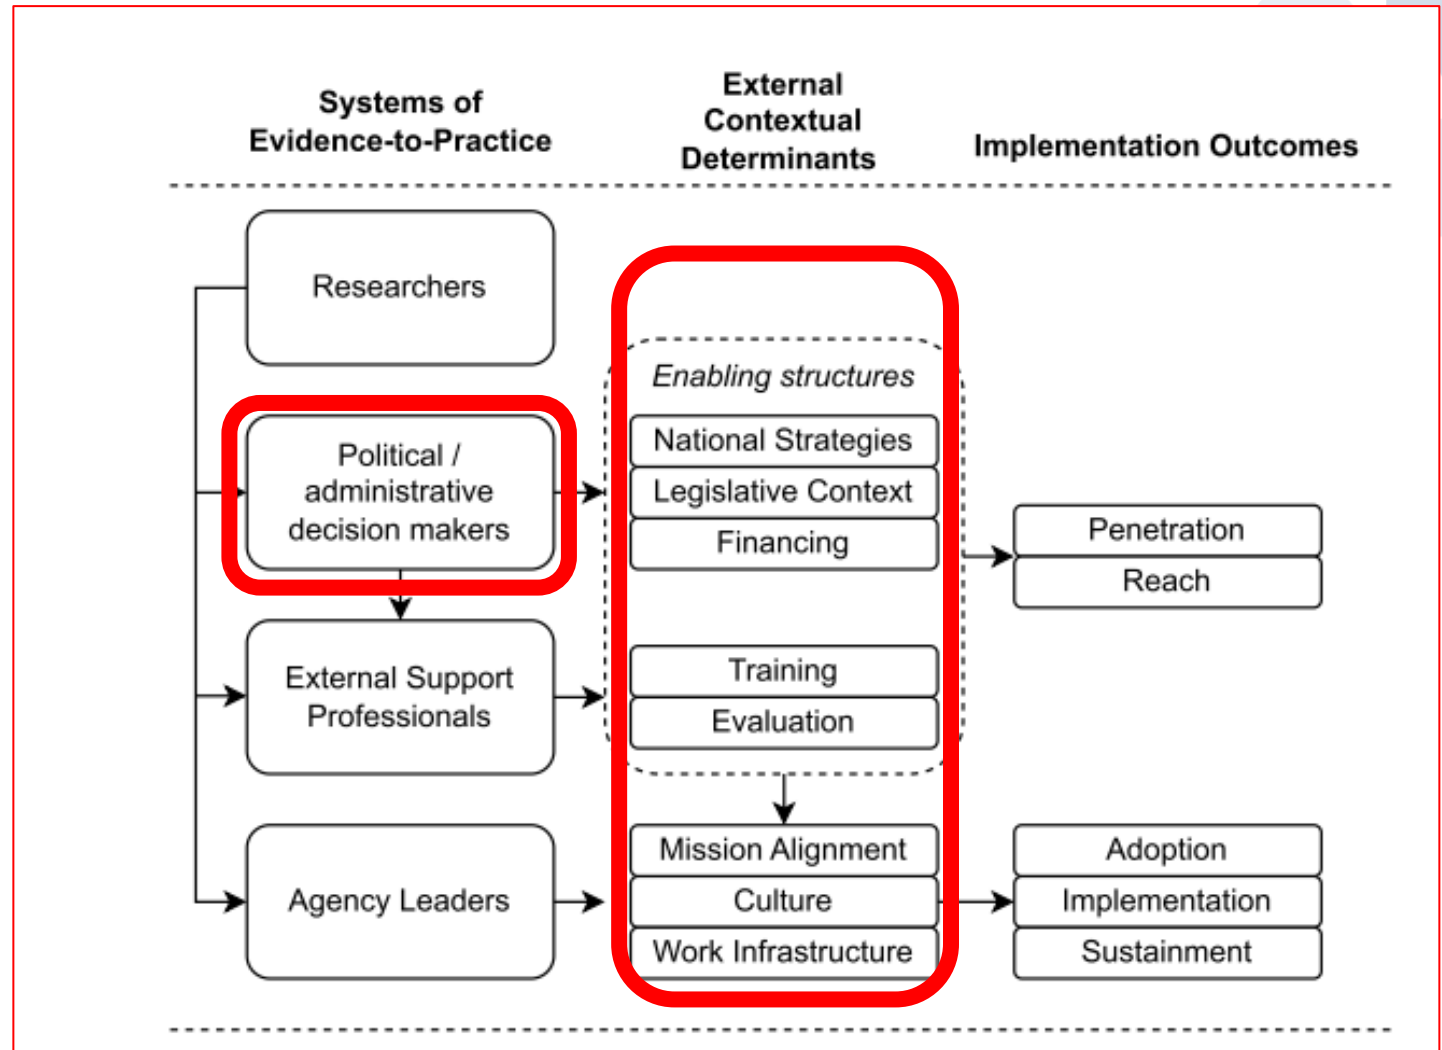 Systems of
Evidence-to-Practice
External
Contextual
Determinants
Implementation Outcomes
Researchers
Political /
administrative
decision makers
External Support
Professionals
Agency Leaders
Enabling structures
National Strategies
Legislative Context
Financing
Training
Evaluation
Mission Alignment
Culture
Work Infrastructure
Penetration
Reach
Adoption
Implementation
Sustainment